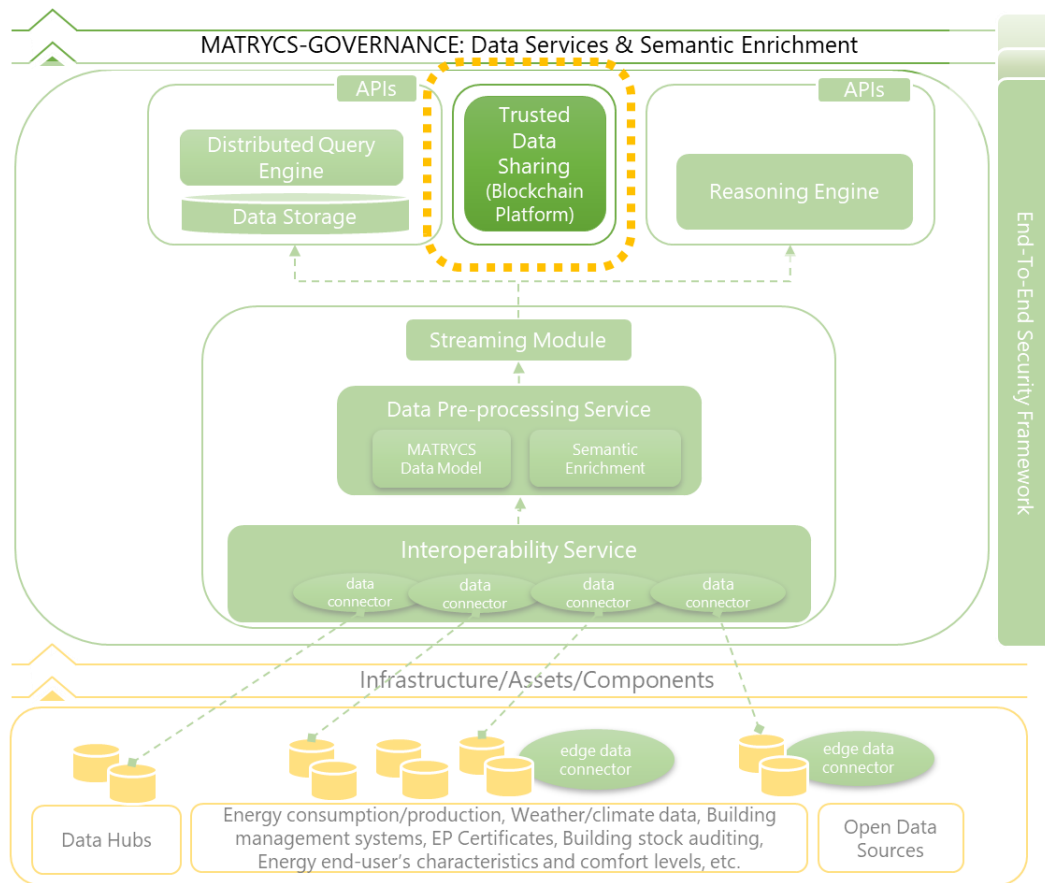 MATRYCS-GOVERNANCE: Data Services & Semantic Enrichment
APIs
Distributed Query
Engine
Data Storage
Trusted
Data
Sharing
(Blockchain
Platform)
APIs
Reasoning Engine
End-To-End Security Framework
Streaming Module
Data Pre-processing Service
MATRYCS
Data Model
Semantic
Enrichment
Interoperability Service
data
connector
data
connector
data
connector
data
connector
Infrastructure/Assets/Components
edge data
connector
edge data
connector
Data Hubs
Energy consumption/production, Weather/climate data, Building
management systems, EP Certificates, Building stock auditing,
Energy end-user's characteristics and comfort levels, etc.
Open Data
Sources